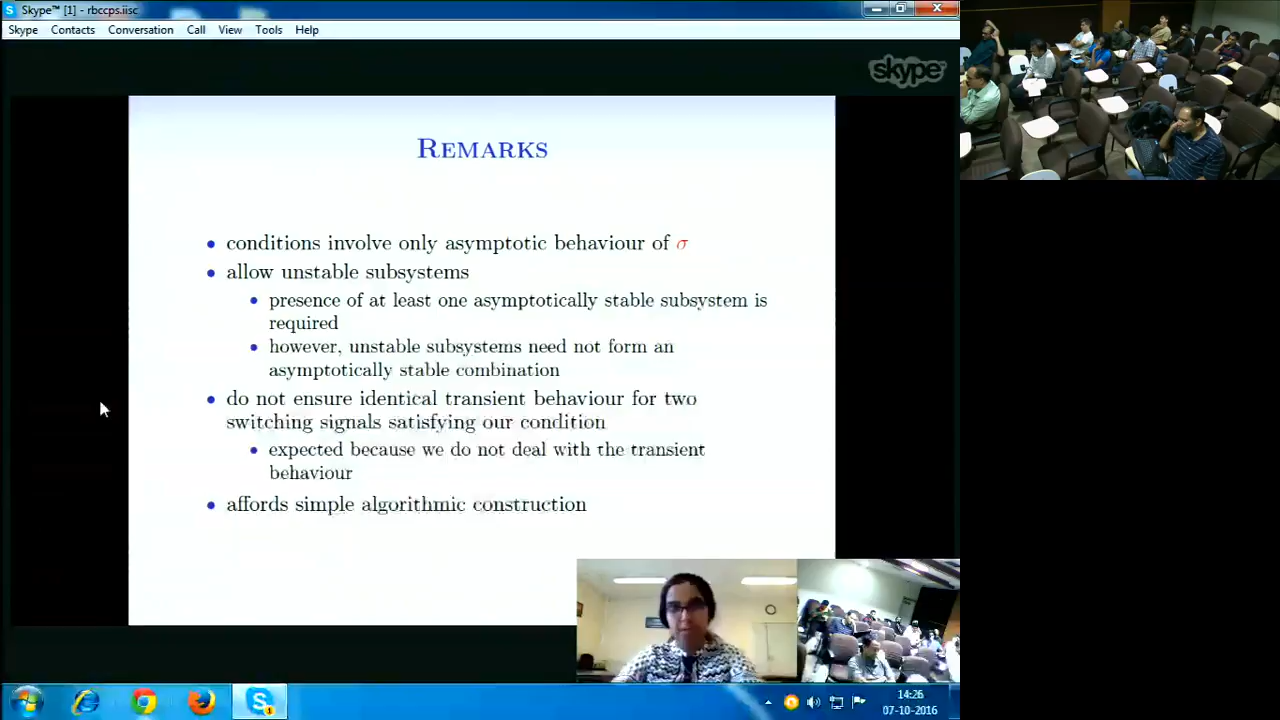 Skype™ [1] - rbccps.iisc
Skype Contacts Conversation Call View Tools Help
skype
REMARKS
• conditions involve only asymptotic behaviour of σ
• allow unstable subsystems
• presence of at least one asymptotically stable subsystem is
required
• however, unstable subsystems need not form an
asymptotically stable combination
• do not ensure identical transient behaviour for two
switching signals satisfying our condition
• expected because we do not deal with the transient
behaviour
• affords simple algorithmic construction
14:26
07-10-2016